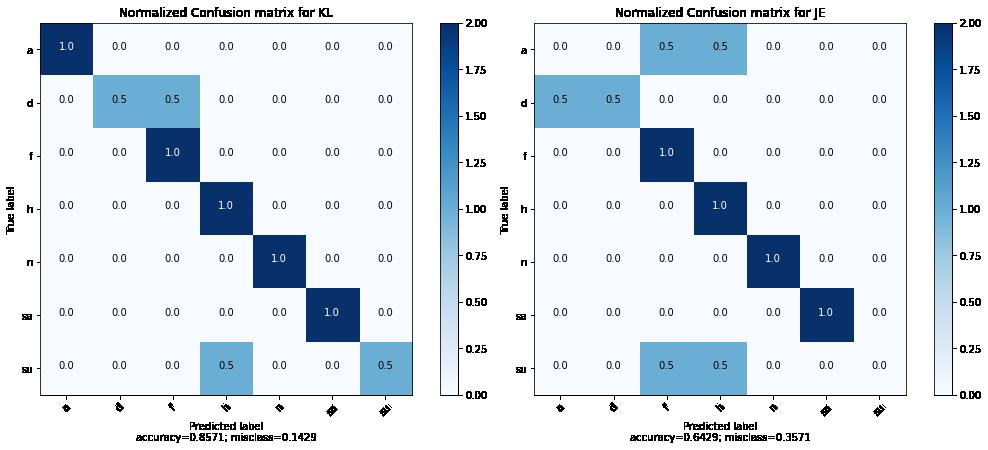 Normalized Confusion matrix for KL
a 1.0 0.0 0.0 0.0 0.0 0.0 0.0
d 0.0 0.5 0.5 0.0 0.0 0.0 0.0
f 0.0 0.0 1.0 0.0 0.0 0.0 0.0
h 0.0 0.0 0.0 1.0 0.0 0.0 0.0
n 0.0 0.0 0.0 0.0 1.0 0.0 0.0
sa 0.0 0.0 0.0 0.0 0.0 1.0 0.0
su 0.0 0.0 0.0 0.5 0.0 0.0 0.5
a d f h n sa su
True label
Predicted label
accuracy=0.8571; misclass=0.1429
2.00
1.75
1.50
1.25
1.00
0.75
0.50
0.25
0.00
Normalized Confusion matrix for JE
a 0.0 0.0 0.5 0.5 0.0 0.0 0.0
d 0.5 0.5 0.0 0.0 0.0 0.0 0.0
f 0.0 0.0 1.0 0.0 0.0 0.0 0.0
h 0.0 0.0 0.0 1.0 0.0 0.0 0.0
n 0.0 0.0 0.0 0.0 1.0 0.0 0.0
sa 0.0 0.0 0.0 0.0 0.0 1.0 0.0
su 0.0 0.0 0.5 0.5 0.0 0.0 0.0
a d f h n sa su
True label
Predicted label
accuracy=0.6429; misclass=0.3571
2.00
1.75
1.50
1.25
1.00
0.75
0.50
0.25
0.00